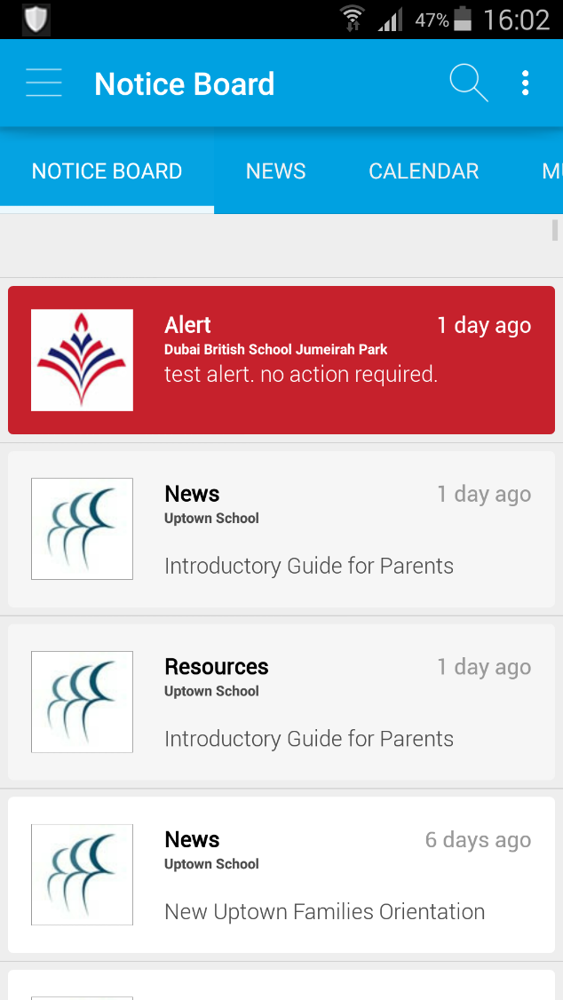 47% 16:02
Notice Board
NOTICE BOARD NEWS CALENDAR
Alert 1 day ago
Dubai British School Jumeirah Park
test alert. no action required.
News 1 day ago
Uptown School
Introductory Guide for Parents
Resources 1 day ago
Uptown School
Introductory Guide for Parents
News 6 days ago
Uptown School
New Uptown Families Orientation